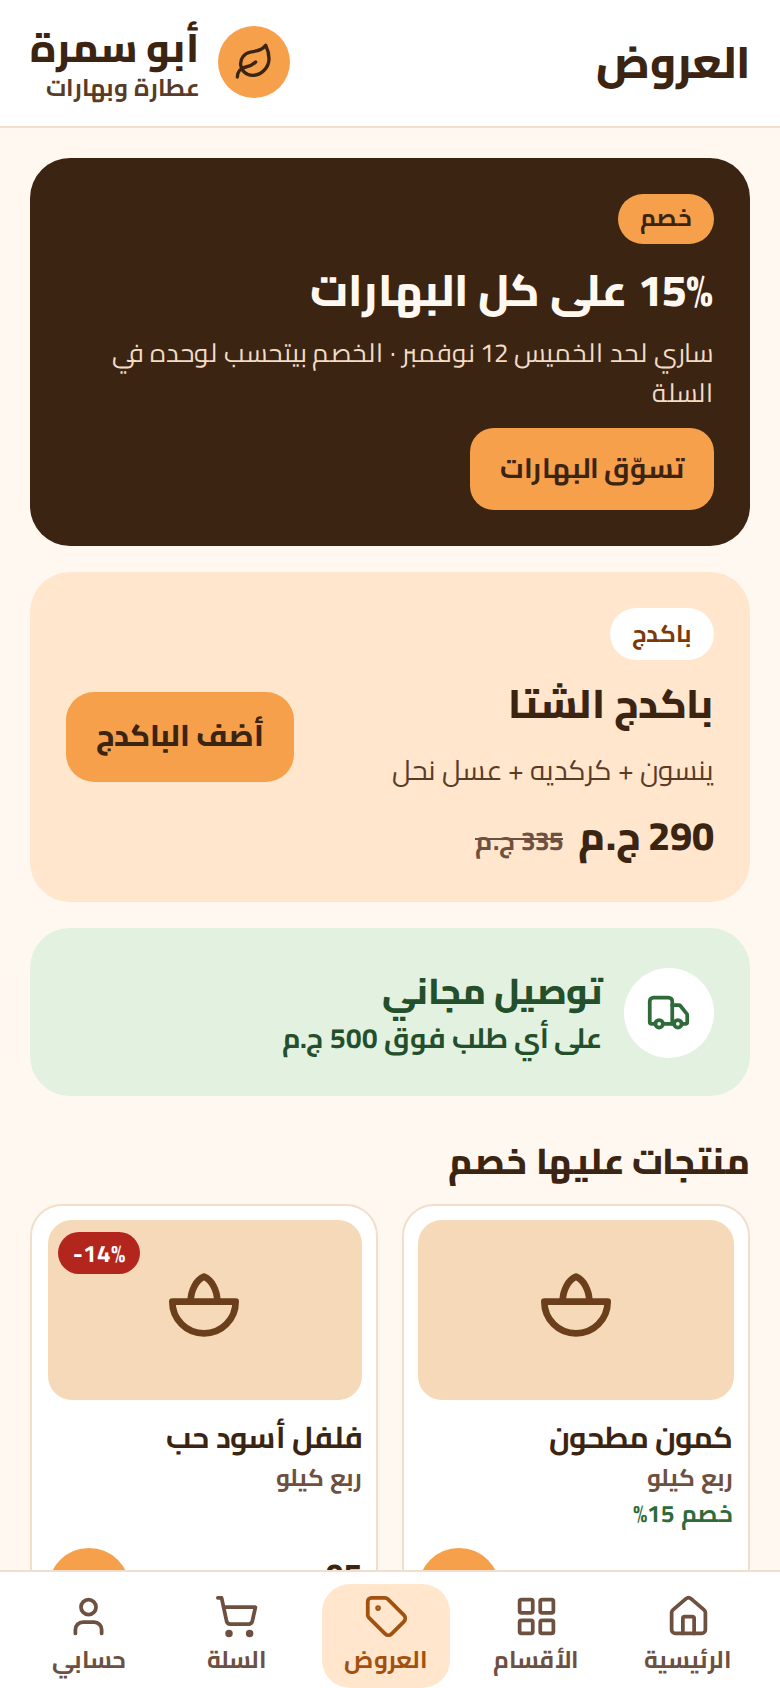 العروض
أبو سمرة
عطارة وبهارات
خصم
15% على كل البهارات
ساري لحد الخميس 12 نوفمبر · الخصم بيتحسب لوحده في
السلة
تسوّق البهارات
باكدج
باكدج الشتا
ينسون + كركديه + عسل نحل
290 ج.م 335 ج.م
أضف الباكدج
توصيل مجاني
على أي طلب فوق 500 ج.م
منتجات عليها خصم
كمون مطحون
ربع كيلو
خصم 15%
-14%
فلفل أسود حب
ربع كيلو
الرئيسية
الأقسام
العروض
السلة
حسابي